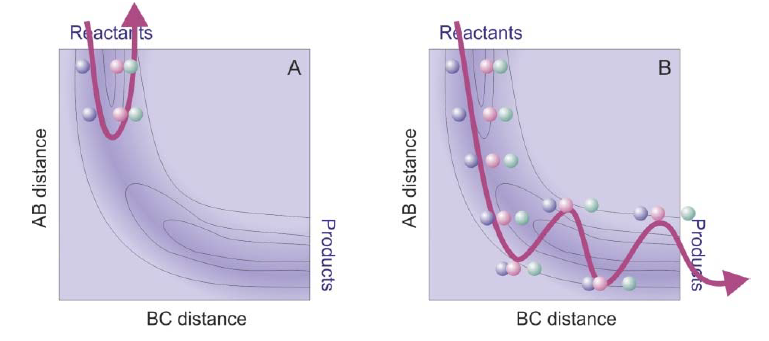 Reactants
A
AB distance
Products
BC distance
Reactants
B
AB distance
Products
BC distance